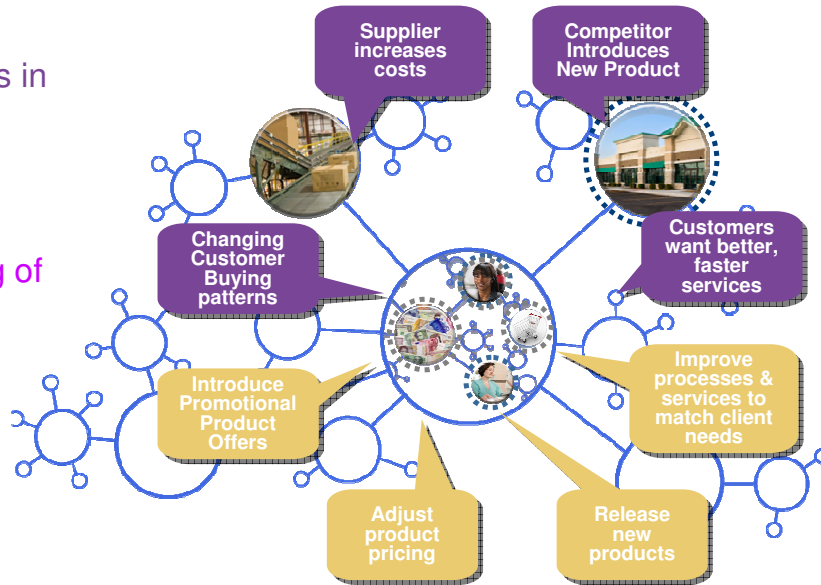 Supplier
increases
costs
Competitor
Introduces
New Product
s in
Changing
Customer
Buying
patterns
Customers
want better,
faster
services
g of
Introduce
Promotional
Product
Offers
Improve
processes &
services to
match client
needs
Adjust
product
pricing
Release
new
products